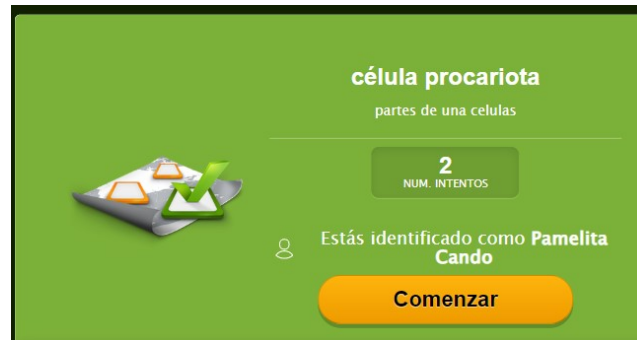 célula procariota
partes de una celulas
2
NUM. INTENTOS
Estás identificado como Pamelita
Cando
Comenzar